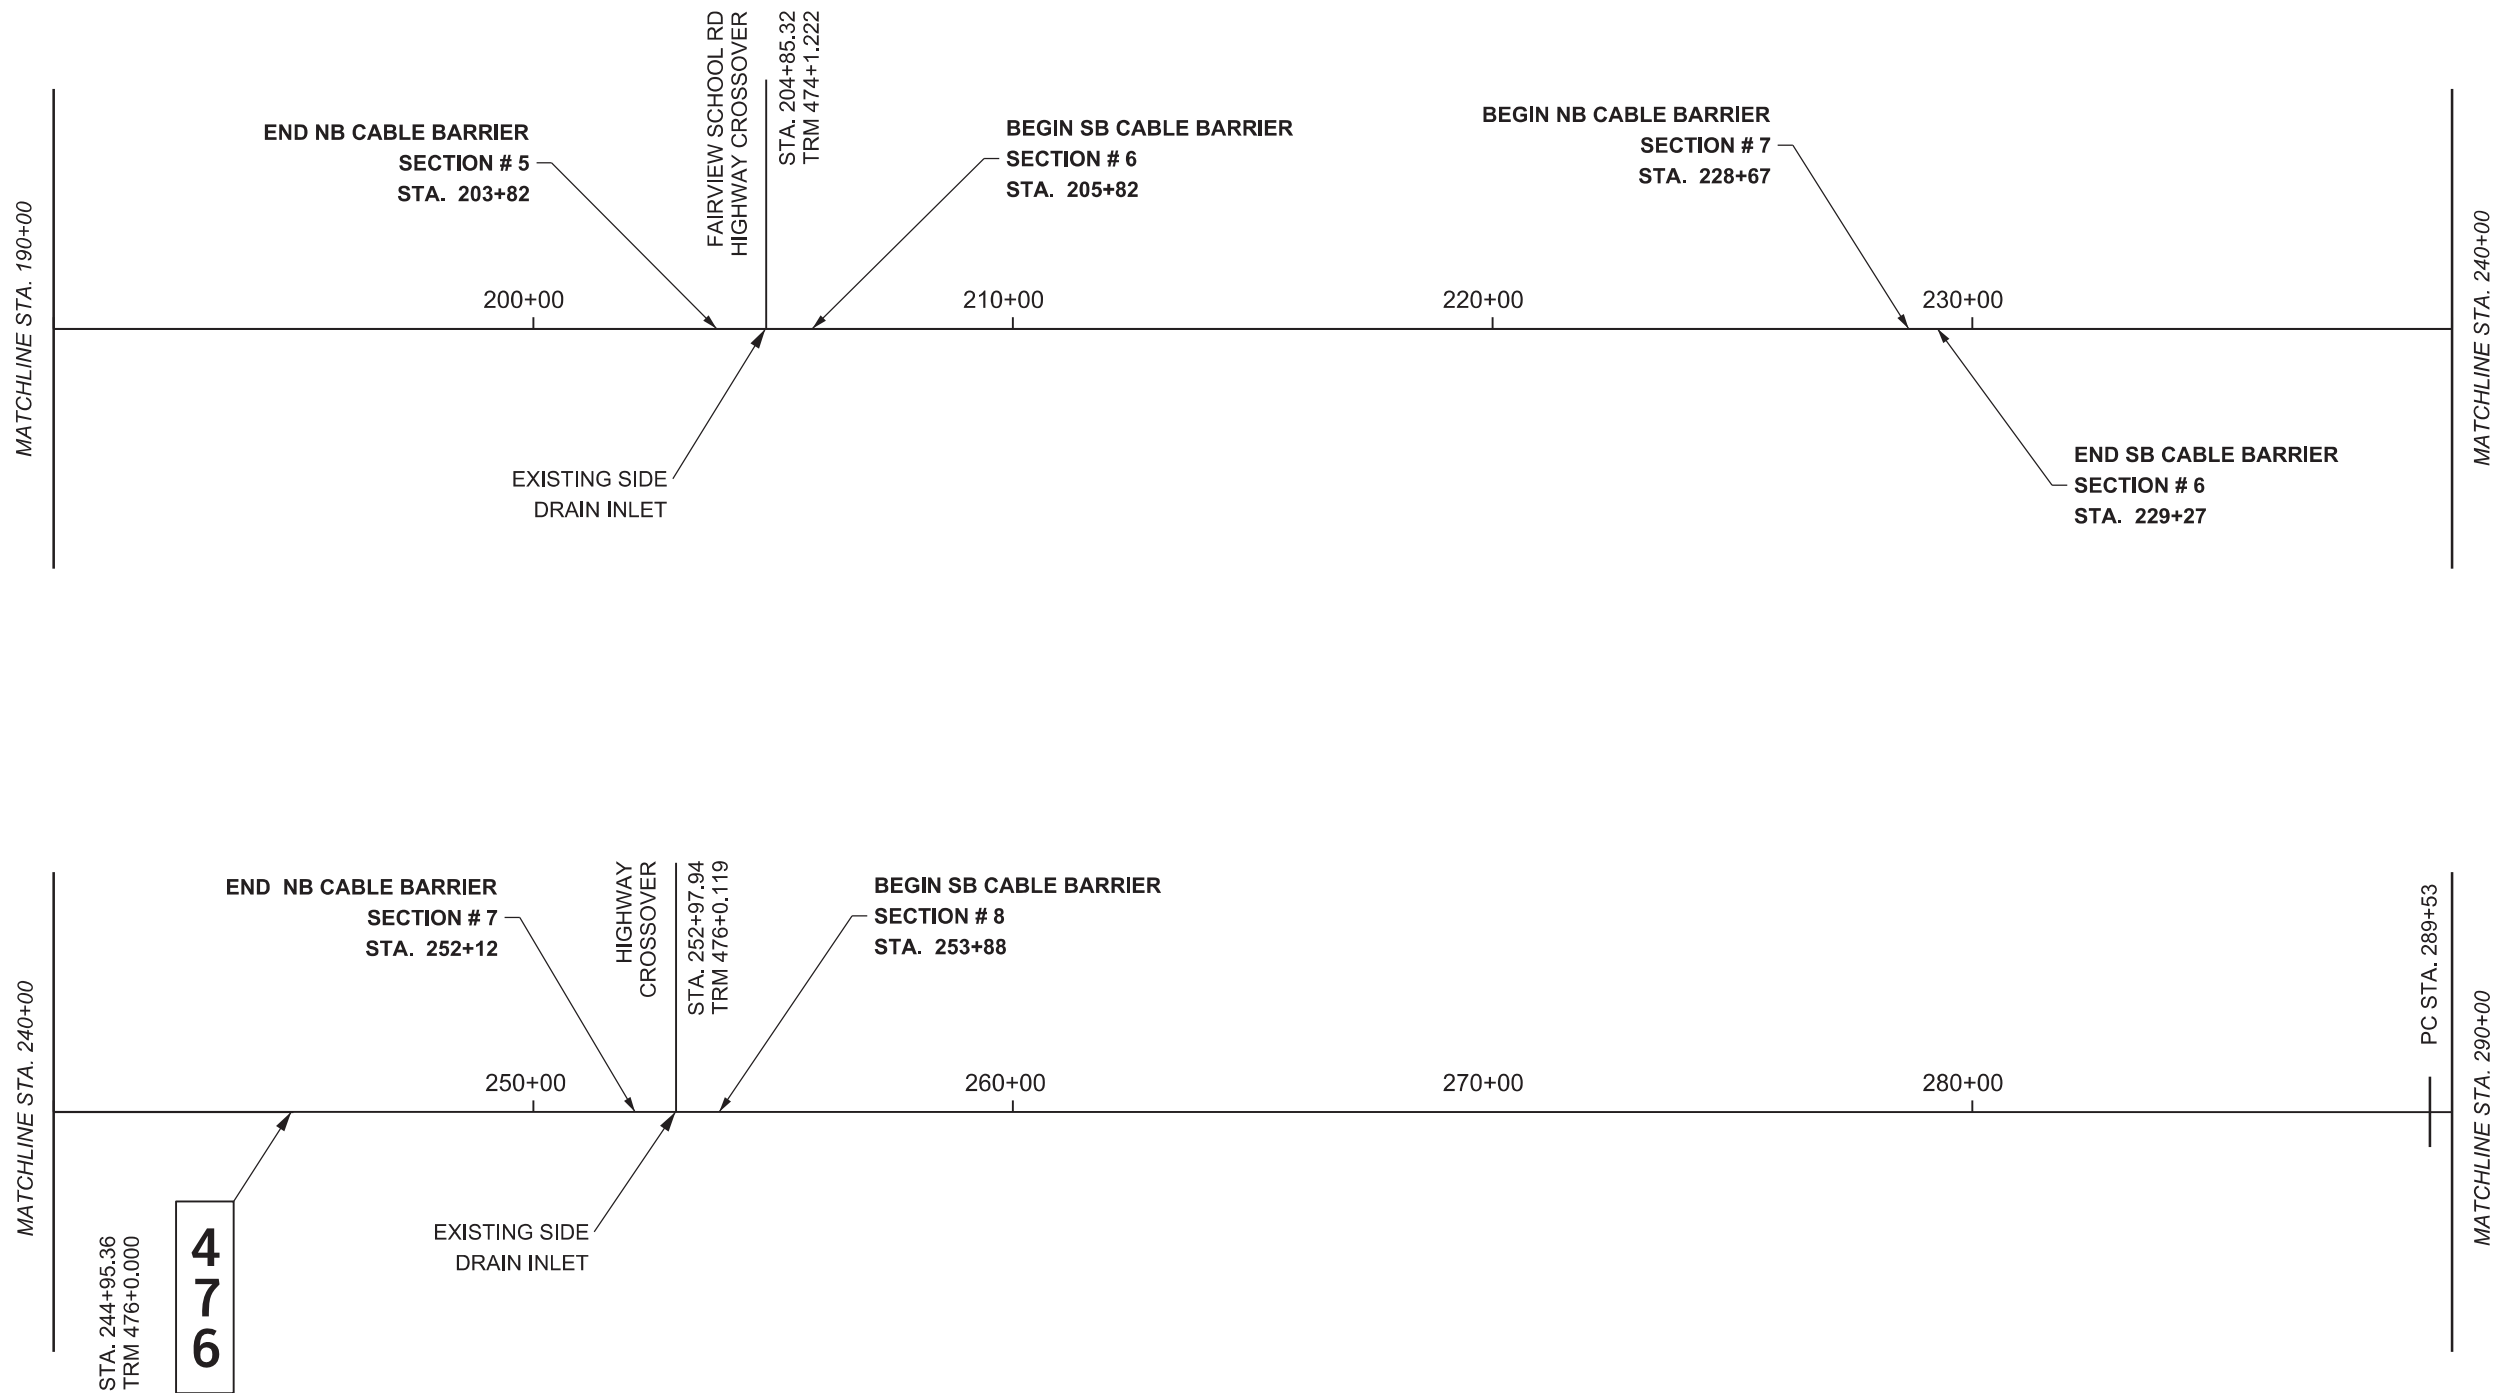 MATCHLINE STA. 190+00
END NB CABLE BARRIER
SECTION # 5
STA. 203+82
FAIRVIEW SCHOOL RD
HIGHWAY CROSSOVER
STA. 204+85.32
TRM 474+1.222
BEGIN SB CABLE BARRIER
SECTION # 6
STA. 205+82
BEGIN NB CABLE BARRIER
SECTION # 7
STA. 228+67
MATCHLINE STA. 240+00
200+00
210+00
220+00
230+00
EXISTING SIDE
DRAIN INLET
END SB CABLE BARRIER
SECTION # 6
STA. 229+27
MATCHLINE STA. 240+00
END NB CABLE BARRIER
SECTION # 7
STA. 252+12
HIGHWAY
CROSSOVER
STA. 252+97.94
TRM 476+0.119
BEGIN SB CABLE BARRIER
SECTION # 8
STA. 253+88
PC STA. 289+53
MATCHLINE STA. 290+00
250+00
260+00
270+00
280+00
STA. 244+95.36
TRM 476+0.000
4
7
6
EXISTING SIDE
DRAIN INLET